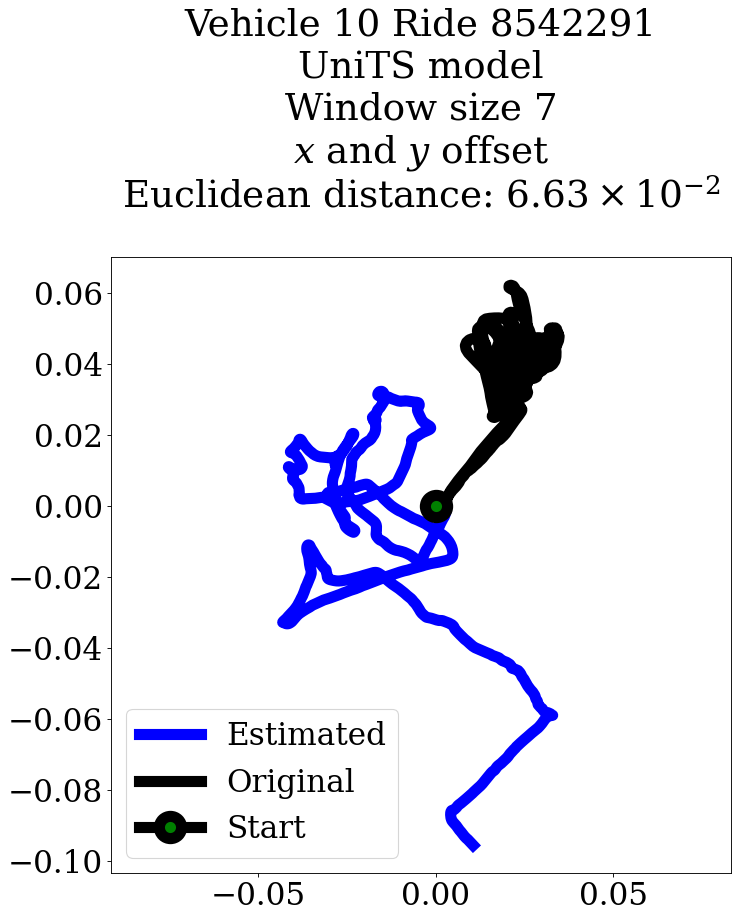 Vehicle 10 Ride 8542291
UniTS model
Window size 7
x and y offset
Euclidean distance: 6.63 × 10⁻²
0.06
0.04
0.02
0.00
−0.02
−0.04
−0.06
−0.08
−0.10
Estimated
Original
Start
−0.05 0.00 0.05